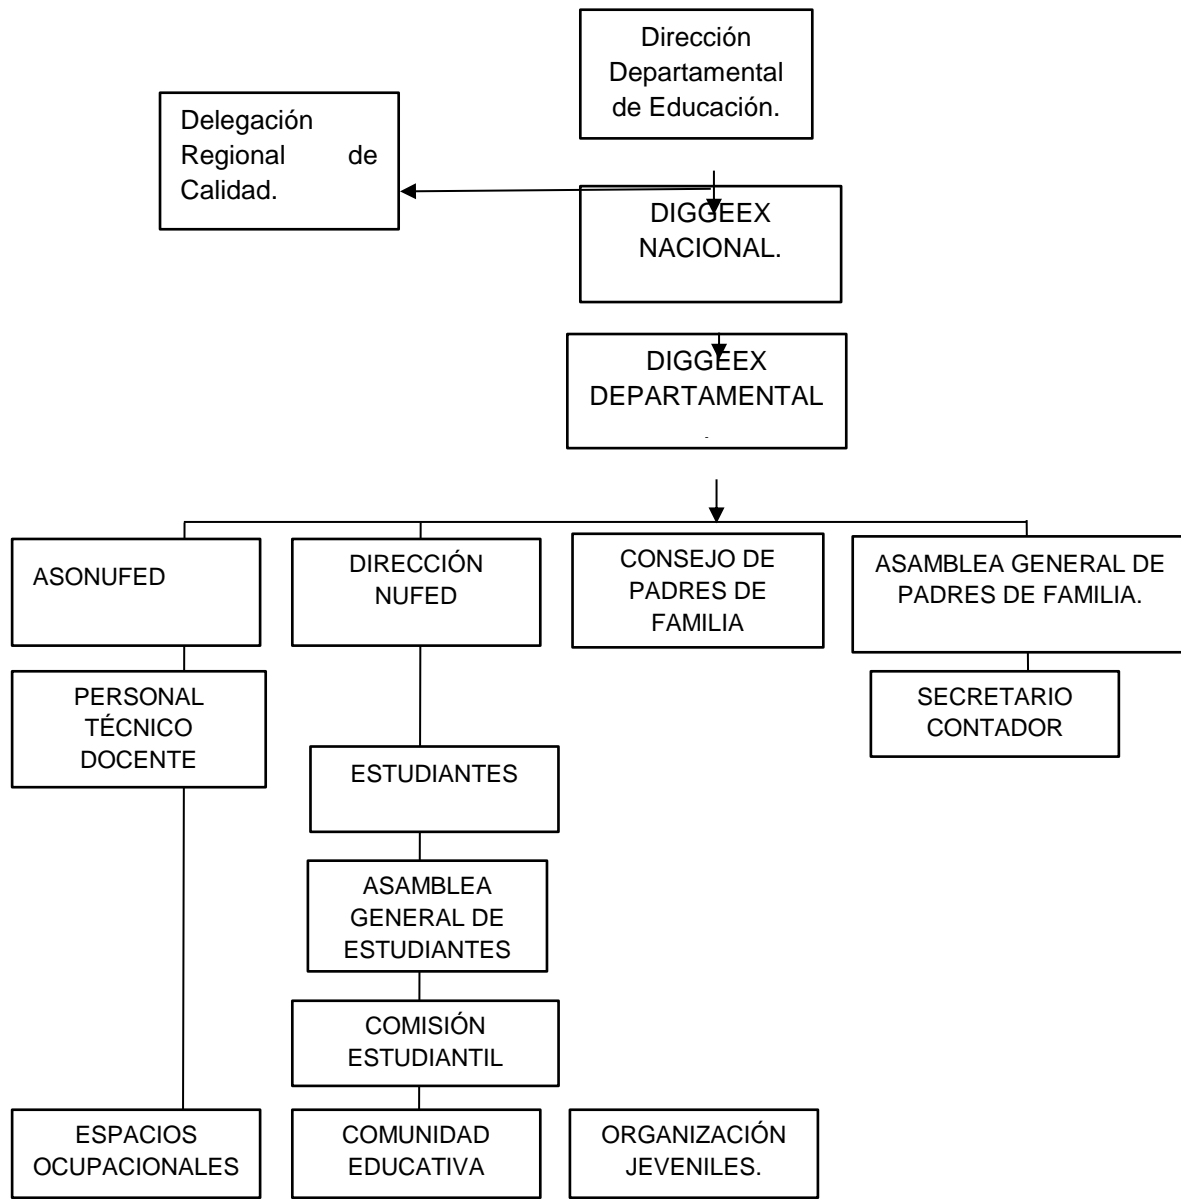 Dirección
Departamental
de Educación.
Delegación
Regional de
Calidad.
DIGGEEX
NACIONAL.
DIGGEEX
DEPARTAMENTAL
.
ASONUFED
DIRECCIÓN
NUFED
CONSEJO DE
PADRES DE
FAMILIA
ASAMBLEA GENERAL DE
PADRES DE FAMILIA.
PERSONAL
TÉCNICO
DOCENTE
SECRETARIO
CONTADOR
ESTUDIANTES
ASAMBLEA
GENERAL DE
ESTUDIANTES
COMISIÓN
ESTUDIANTIL
ESPACIOS
OCUPACIONALES
COMUNIDAD
EDUCATIVA
ORGANIZACIÓN
JEVENILES.